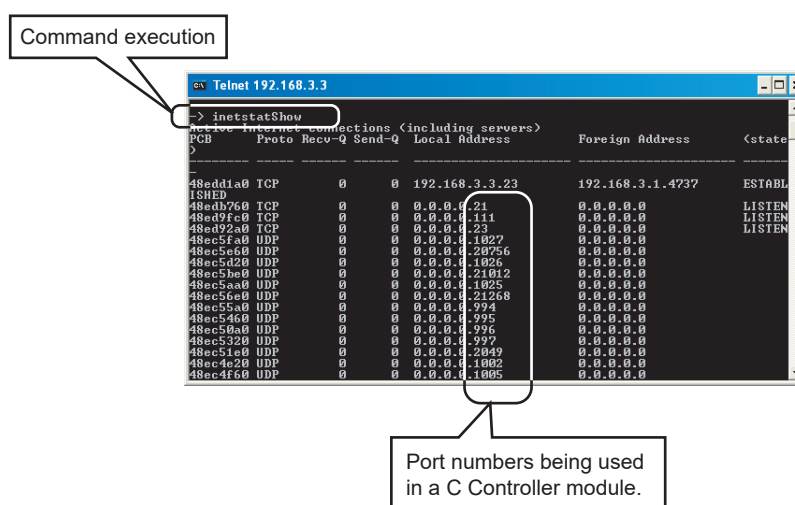 Command execution
Telnet 192.168.3.3
-> inetstatShow
Active Internet connections (including servers)
PCB Proto Recv-Q Send-Q Local Address Foreign Address (state
)
-------- ----- ------ ------ ------------------ ------------------ -----
-
48edd1a0 TCP 0 0 192.168.3.3.23 192.168.3.1.4737 ESTABL
ISHED
48edb760 TCP 0 0 0.0.0.0.21 0.0.0.0.0 LISTEN
48ed9fc0 TCP 0 0 0.0.0.0.111 0.0.0.0.0 LISTEN
48ed92a0 TCP 0 0 0.0.0.0.23 0.0.0.0.0 LISTEN
48ec5fa0 UDP 0 0 0.0.0.0.1027 0.0.0.0.0
48ec5e60 UDP 0 0 0.0.0.0.20756 0.0.0.0.0
48ec5d20 UDP 0 0 0.0.0.0.1026 0.0.0.0.0
48ec5be0 UDP 0 0 0.0.0.0.21012 0.0.0.0.0
48ec5aa0 UDP 0 0 0.0.0.0.1025 0.0.0.0.0
48ec56e0 UDP 0 0 0.0.0.0.21268 0.0.0.0.0
48ec55a0 UDP 0 0 0.0.0.0.994 0.0.0.0.0
48ec5460 UDP 0 0 0.0.0.0.995 0.0.0.0.0
48ec50a0 UDP 0 0 0.0.0.0.996 0.0.0.0.0
48ec5320 UDP 0 0 0.0.0.0.997 0.0.0.0.0
48ec51e0 UDP 0 0 0.0.0.0.2049 0.0.0.0.0
48ec4e20 UDP 0 0 0.0.0.0.1002 0.0.0.0.0
48ec4f60 UDP 0 0 0.0.0.0.1005 0.0.0.0.0
Port numbers being used
in a C Controller module.